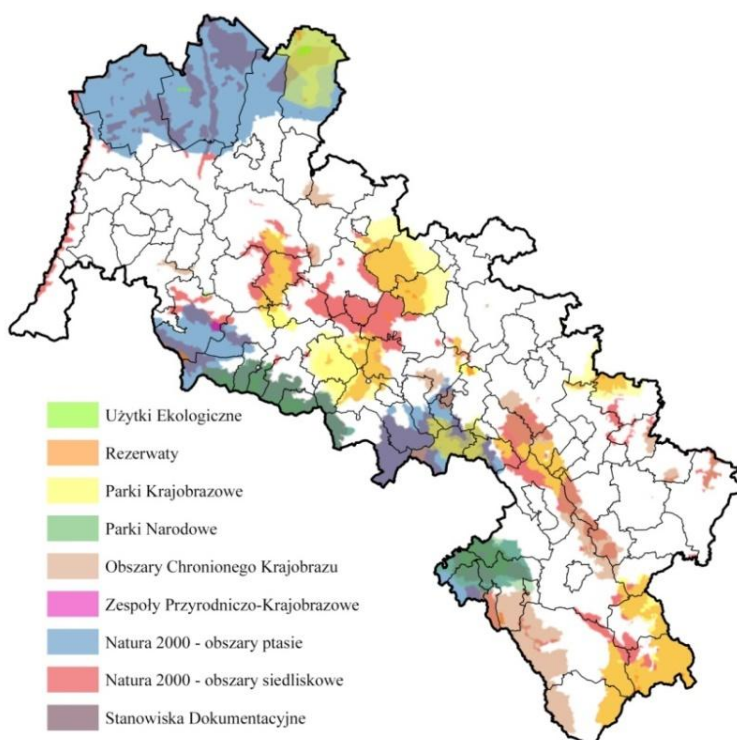 Użytki Ekologiczne
Rezerwaty
Parki Krajobrazowe
Parki Narodowe
Obszary Chronionego Krajobrazu
Zespoły Przyrodniczo-Krajobrazowe
Natura 2000 - obszary ptasie
Natura 2000 - obszary siedliskowe
Stanowiska Dokumentacyjne